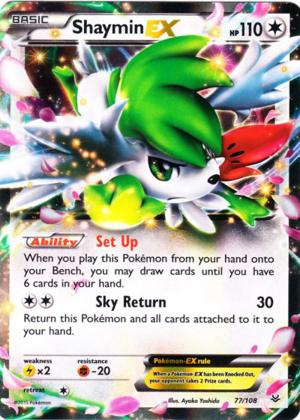 BASIC
Shaymin EX
HP 110
Ability Set Up
When you play this Pokémon from your hand onto
your Bench, you may draw cards until you have
6 cards in your hand.
Sky Return 30
Return this Pokémon and all cards attached to it to
your hand.
weakness
×2
resistance
-20
retreat
Pokémon-EX rule
When a Pokémon-EX has been Knocked Out,
your opponent takes 2 Prize cards.
©2015 Pokémon
Illus. Ayaka Yoshida
77/108